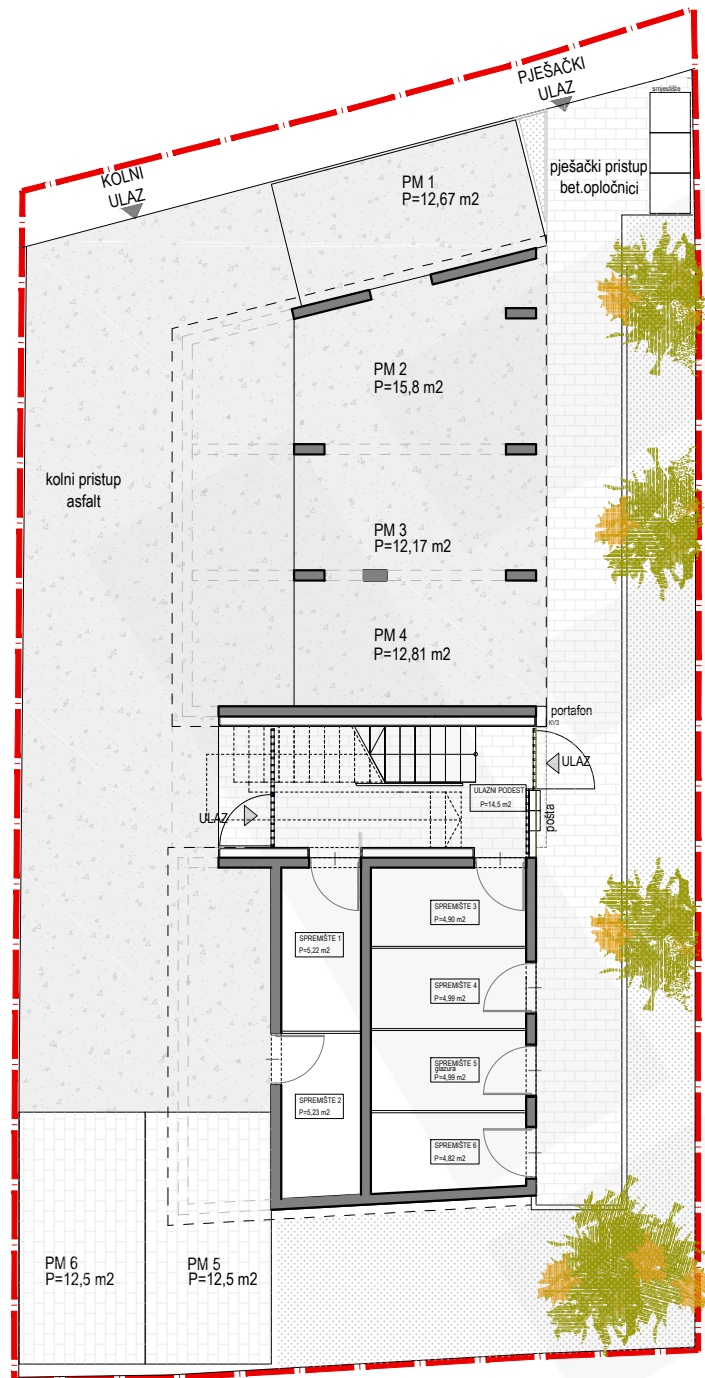 PJEŠAČKI
ULAZ
smjestište
KOLNI
ULAZ
pješački pristup
bet.opločnici
PM 1
P=12,67 m2
PM 2
P=15,8 m2
kolni pristup
asfalt
PM 3
P=12,17 m2
PM 4
P=12,81 m2
portafon
KV3
ULAZ
ULAZNI PODEST
P=14,5 m2
pošta
ULAZ
SPREMIŠTE 3
P=4,90 m2
SPREMIŠTE 1
P=5,22 m2
SPREMIŠTE 4
P=4,99 m2
SPREMIŠTE 5
glazura
P=4,99 m2
SPREMIŠTE 2
P=5,23 m2
SPREMIŠTE 6
P=4,82 m2
PM 6
P=12,5 m2
PM 5
P=12,5 m2